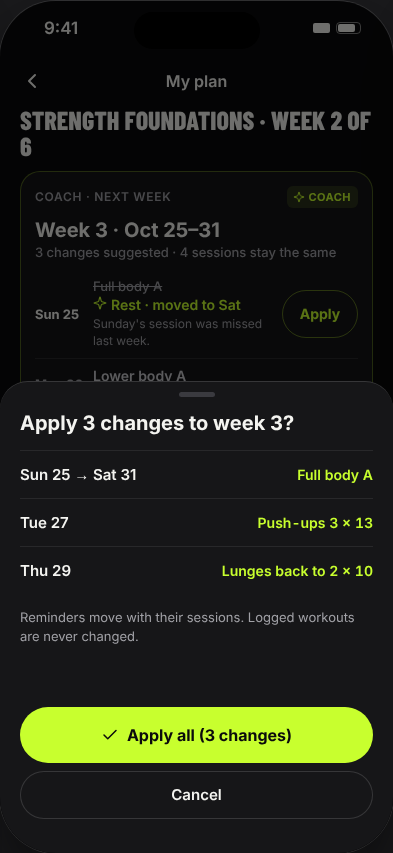 9:41
My plan
STRENGTH FOUNDATIONS · WEEK 2 OF
6
COACH · NEXT WEEK
COACH
Week 3 · Oct 25–31
3 changes suggested · 4 sessions stay the same
Full body A
Sun 25
Rest · moved to Sat
Apply
Sunday's session was missed
last week.
Lower body A
Apply 3 changes to week 3?
Sun 25 → Sat 31
Full body A
Tue 27
Push-ups 3 × 13
Thu 29
Lunges back to 2 × 10
Reminders move with their sessions. Logged workouts
are never changed.
Apply all (3 changes)
Cancel